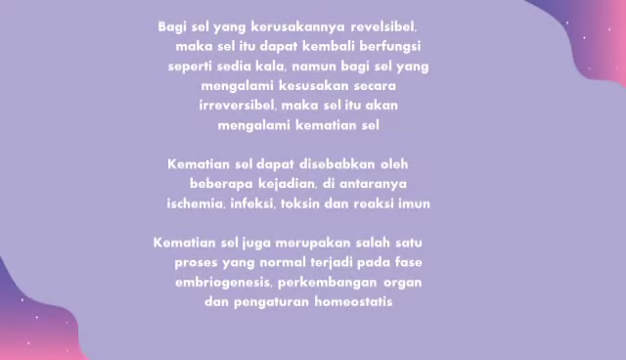 Bagi sel yang kerusakannya revelsibel,
maka sel itu dapat kembali berfungsi
seperti sedia kala, namun bagi sel yang
mengalami kesusakan secara
irreversibel, maka sel itu akan
mengalami kematian sel
Kematian sel dapat disebabkan oleh
beberapa kejadian, di antaranya
ischemia, infeksi, toksin dan reaksi imun
Kematian sel juga merupakan salah satu
proses yang normal terjadi pada fase
embriogenesis, perkembangan organ
dan pengaturan homeostatis